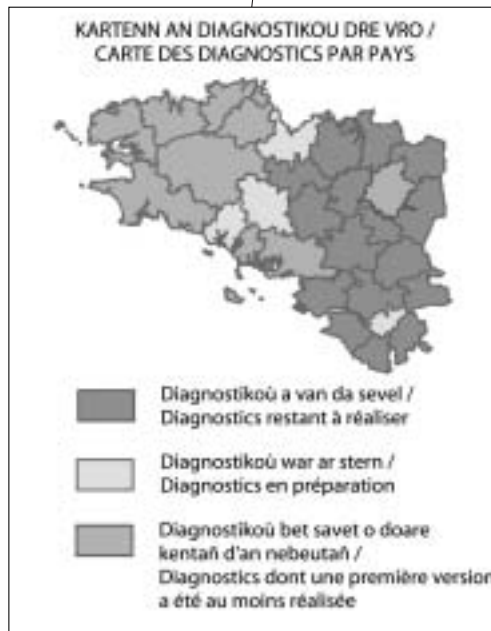 KARTENN AN DIAGNOSTIKOU DRE VRO /
CARTE DES DIAGNOSTICS PAR PAYS
Diagnostikoù a van da sevel /
Diagnostics restant à réaliser
Diagnostikoù war ar stern /
Diagnostics en préparation
Diagnostikoù bet savet o doare
kentañ d'an nebeutañ /
Diagnostics dont une première version
a été au moins réalisée